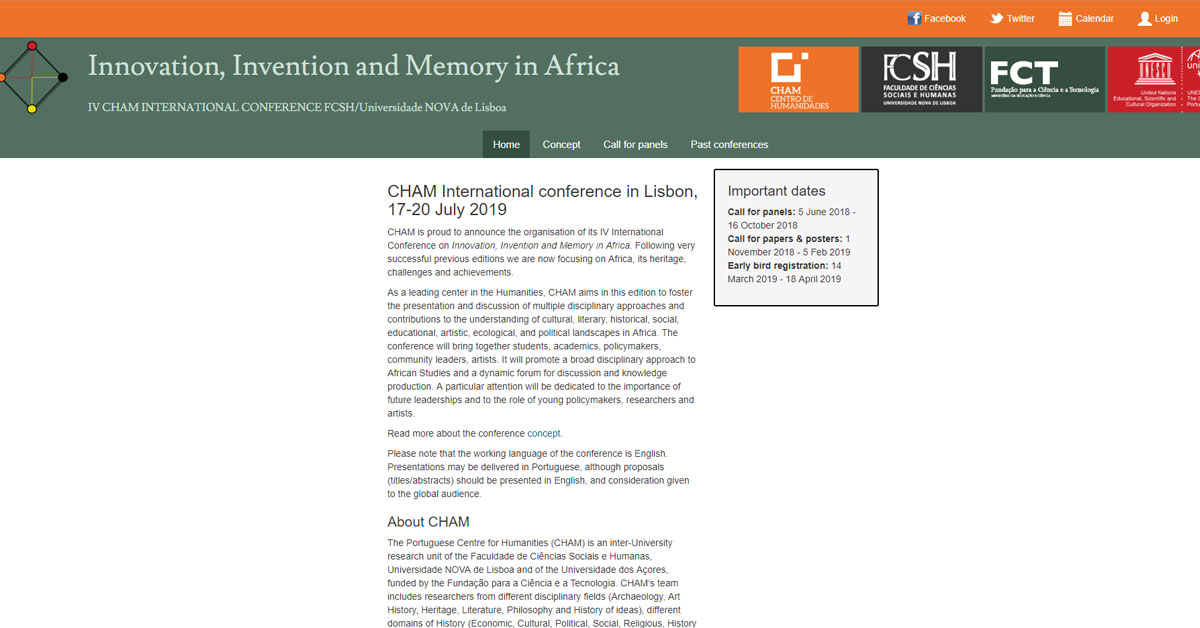 Facebook
Twitter
Calendar
Login
Innovation, Invention and Memory in Africa
IV CHAM INTERNATIONAL CONFERENCE FCSH/Universidade NOVA de Lisboa
CHAM
CENTRO DE
HUMANIDADES
FCSH
FACULDADE DE CIÊNCIAS
SOCIAIS E HUMANAS
UNIVERSIDADE NOVA DE LISBOA
FCT
Fundação para a Ciência e a Tecnologia
MINISTÉRIO DA EDUCAÇÃO E CIÊNCIA
United Nations
Educational, Scientific and
Cultural Organization
Home
Concept
Call for panels
Past conferences
CHAM International conference in Lisbon,
17-20 July 2019
CHAM is proud to announce the organisation of its IV International
Conference on Innovation, Invention and Memory in Africa. Following very
successful previous editions we are now focusing on Africa, its heritage,
challenges and achievements.
As a leading center in the Humanities, CHAM aims in this edition to foster
the presentation and discussion of multiple disciplinary approaches and
contributions to the understanding of cultural, literary, historical, social,
educational, artistic, ecological, and political landscapes in Africa. The
conference will bring together students, academics, policymakers,
community leaders, artists. It will promote a broad disciplinary approach to
African Studies and a dynamic forum for discussion and knowledge
production. A particular attention will be dedicated to the importance of
future leaderships and to the role of young policymakers, researchers and
artists.
Read more about the conference concept.
Please note that the working language of the conference is English.
Presentations may be delivered in Portuguese, although proposals
(titles/abstracts) should be presented in English, and consideration given
to the global audience.
About CHAM
The Portuguese Centre for Humanities (CHAM) is an inter-University
research unit of the Faculdade de Ciências Sociais e Humanas,
Universidade NOVA de Lisboa and of the Universidade dos Açores,
funded by the Fundação para a Ciência e a Tecnologia. CHAM's team
includes researchers from different disciplinary fields (Archaeology, Art
History, Heritage, Literature, Philosophy and History of ideas), different
domains of History (Economic, Cultural, Political, Social, Religious, History
Important dates
Call for panels: 5 June 2018 -
16 October 2018
Call for papers & posters: 1
November 2018 - 5 Feb 2019
Early bird registration: 14
March 2019 - 18 April 2019